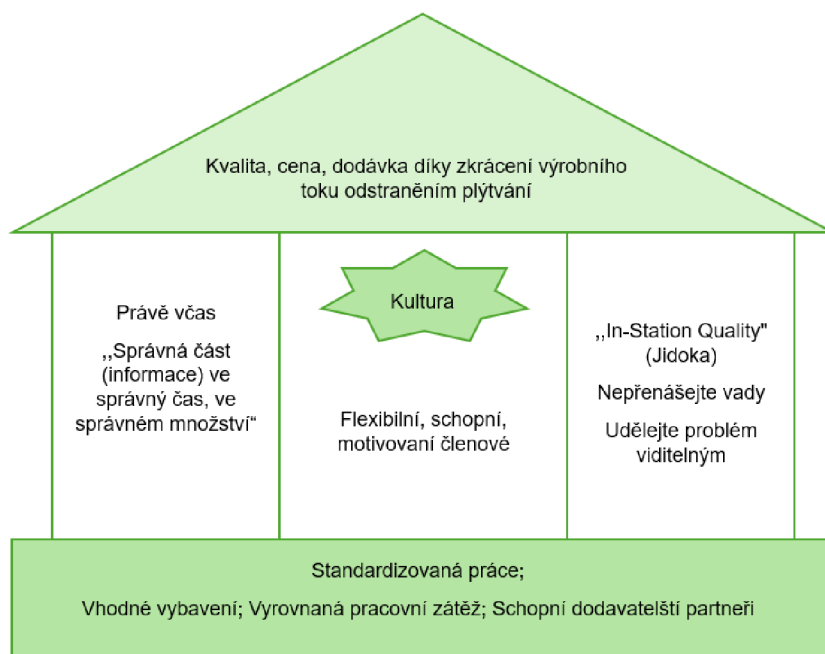 Kvalita, cena, dodávka díky zkrácení výrobního
toku odstraněním plýtvání
Právě včas
,,Správná část
(informace) ve
správný čas, ve
správném množství“
Kultura
Flexibilní, schopní,
motivovaní členové
,,In-Station Quality"
(Jidoka)
Nepřenášejte vady
Udělejte problém
viditelným
Standardizovaná práce;
Vhodné vybavení; Vyrovnaná pracovní zátěž; Schopní dodavatelští partneři